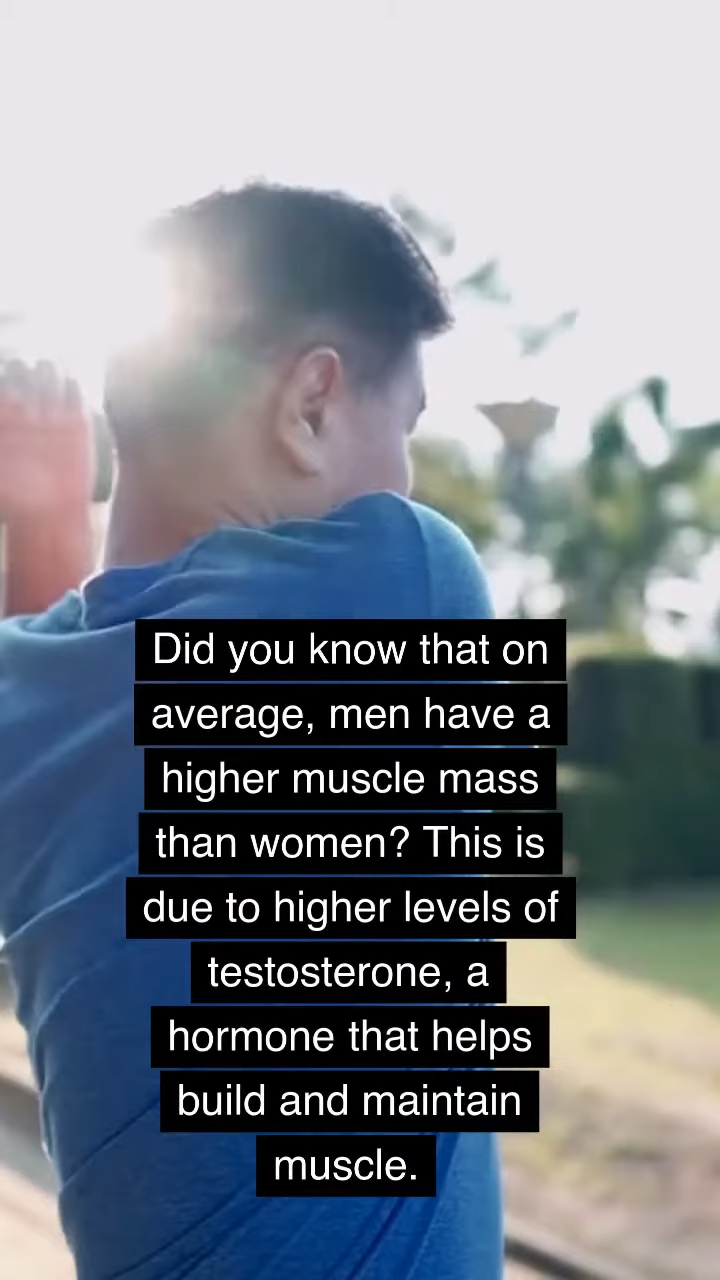 Did you know that on
average, men have a
higher muscle mass
than women? This is
due to higher levels of
testosterone, a
hormone that helps
build and maintain
muscle.